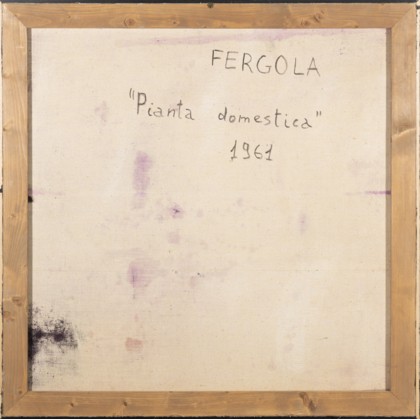 FERGOLA
"Pianta domestica"
1961